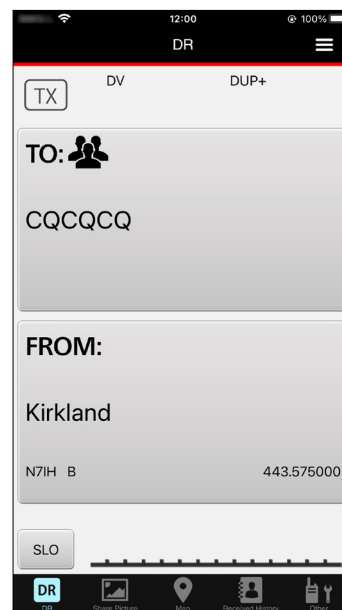 12:00 100%
DR
TX DV DUP+
TO:
CQCQCQ
FROM:
Kirkland
N7IH B 443.575000
SLO
DR
DR Share Picture Map Received History Other